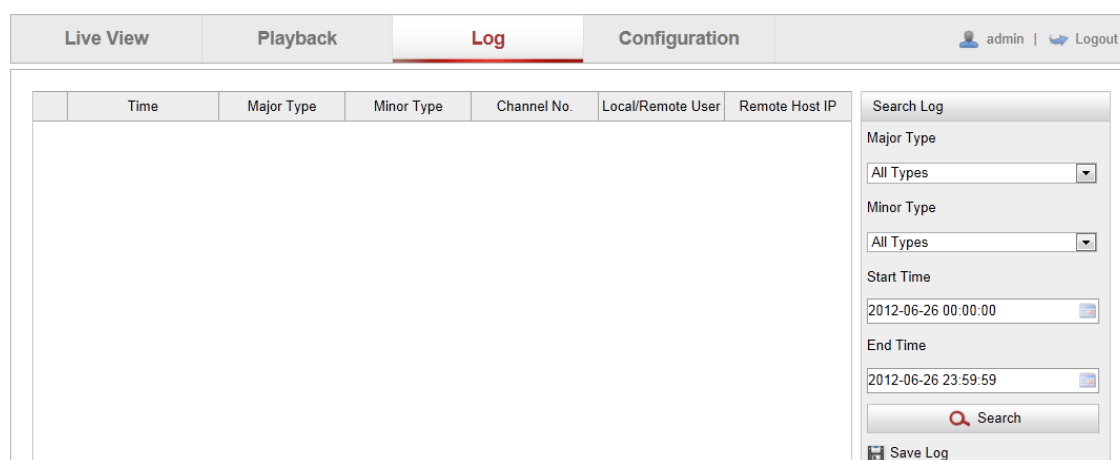 Live View Playback Log Configuration admin | Logout
Time Major Type Minor Type Channel No. Local/Remote User Remote Host IP
Search Log
Major Type
All Types
Minor Type
All Types
Start Time
2012-06-26 00:00:00
End Time
2012-06-26 23:59:59
Search
Save Log